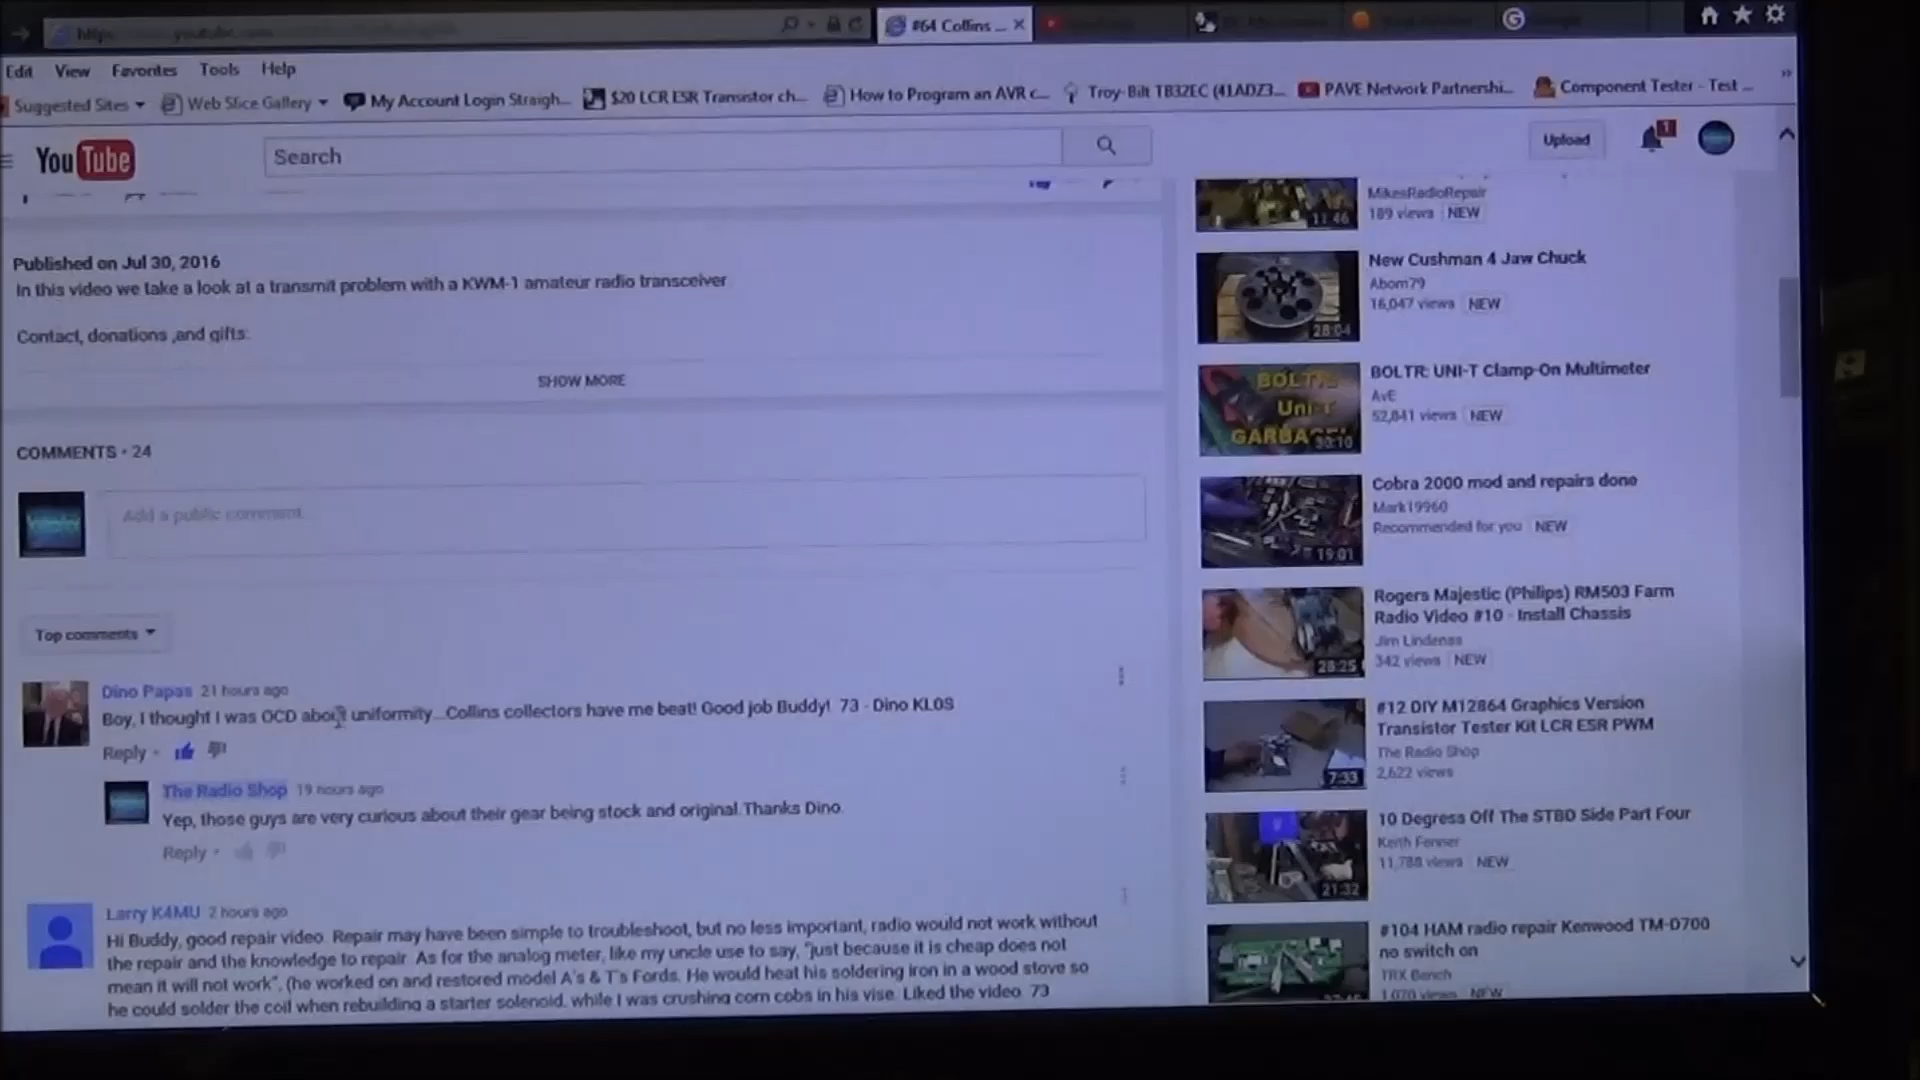 #64 Collins ...
Edit View Favorites Tools Help
Suggested Sites Web Slice Gallery My Account Login Straigh... $20 LCR ESR Transistor ch... How to Program an AVR c... Troy-Bilt TB32EC (41ADZ3... PAVE Network Partnershi... Component Tester - Test ...
YouTube
Search
Upload
1
Published on Jul 30, 2016
In this video we take a look at a transmit problem with a KWM-1 amateur radio transceiver
Contact, donations ,and gifts:
SHOW MORE
COMMENTS • 24
Add a public comment...
Top comments
Dino Papas 21 hours ago
Boy, I thought I was OCD about uniformity...Collins collectors have me beat! Good job Buddy! 73 - Dino KL0S
Reply •
The Radio Shop 19 hours ago
Yep, those guys are very curious about their gear being stock and original.Thanks Dino.
Reply •
Larry K4MU 2 hours ago
Hi Buddy, good repair video. Repair may have been simple to troubleshoot, but no less important, radio would not work without
the repair and the knowledge to repair. As for the analog meter, like my uncle use to say, "just because it is cheap does not
mean it will not work". (he worked on and restored model A's & T's Fords. He would heat his soldering iron in a wood stove so
he could solder the coil when rebuilding a starter solenoid. while I was crushing corn cobs in his vise. Liked the video. 73
MikesRadioRepair
189 views NEW
11:46
New Cushman 4 Jaw Chuck
Abom79
16,047 views NEW
28:04
BOLTR: UNI-T Clamp-On Multimeter
AvE
52,841 views NEW
BOLTR
Uni-T
30:10
Cobra 2000 mod and repairs done
Mark19960
Recommended for you NEW
19:01
Rogers Majestic (Philips) RM503 Farm
Radio Video #10 - Install Chassis
Jim Lindenas
342 views NEW
28:25
#12 DIY M12864 Graphics Version
Transistor Tester Kit LCR ESR PWM
The Radio Shop
2,622 views
7:33
10 Degress Off The STBD Side Part Four
Keith Fenner
11,788 views NEW
21:32
#104 HAM radio repair Kenwood TM-D700
no switch on
TRX Bench
1,070 views NEW